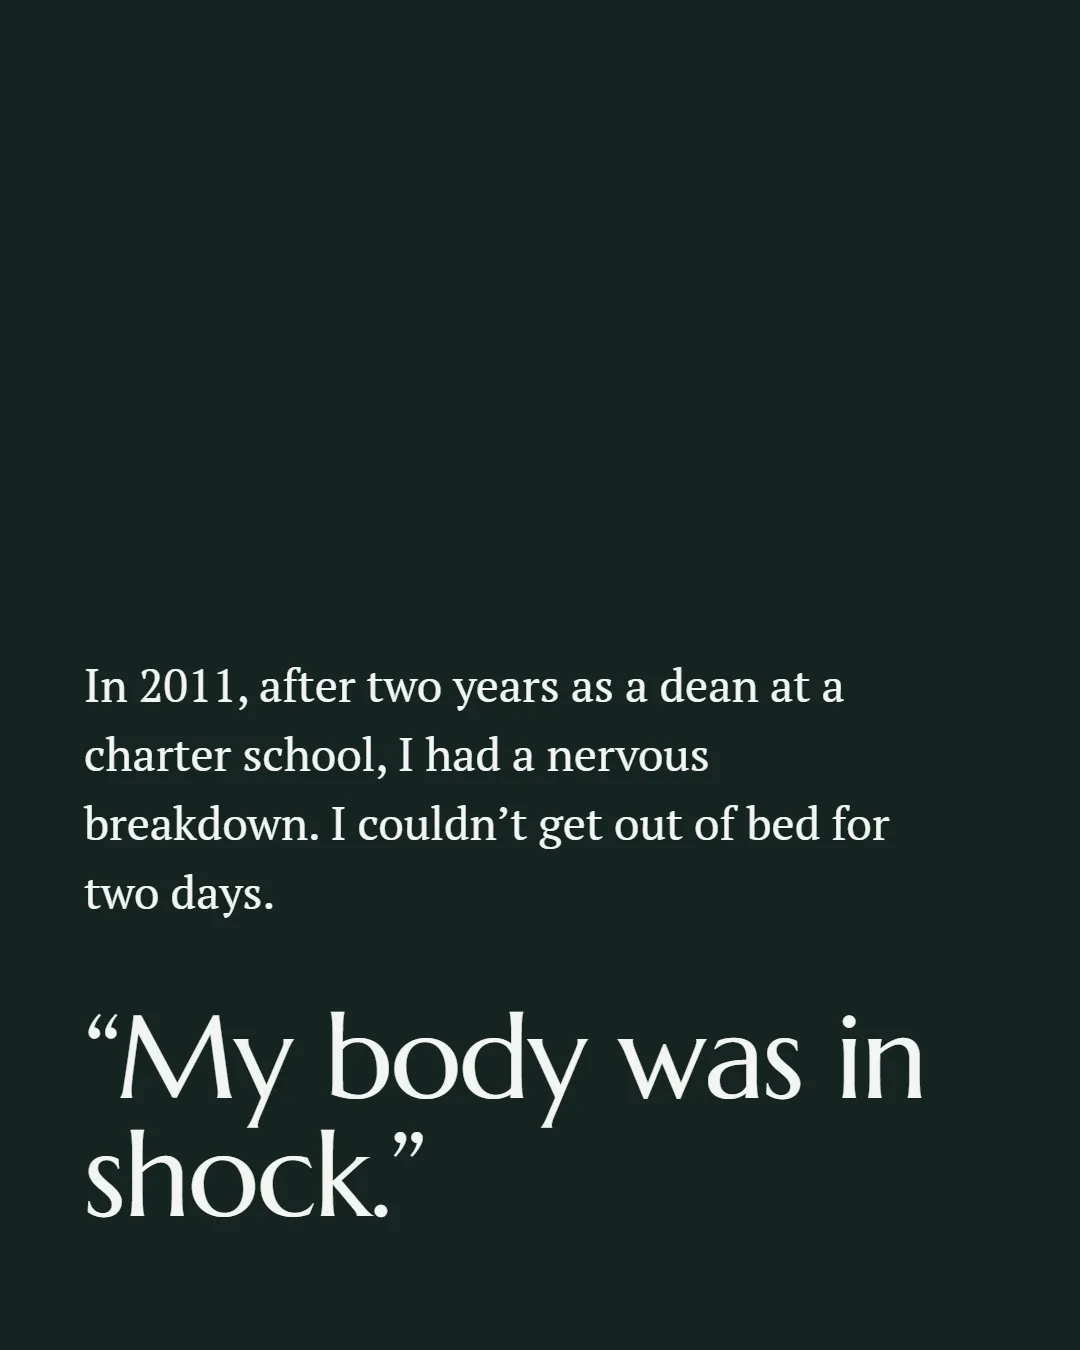 In 2011, after two years as a dean at a
charter school, I had a nervous
breakdown. I couldn’t get out of bed for
two days.
“My body was in
shock.”